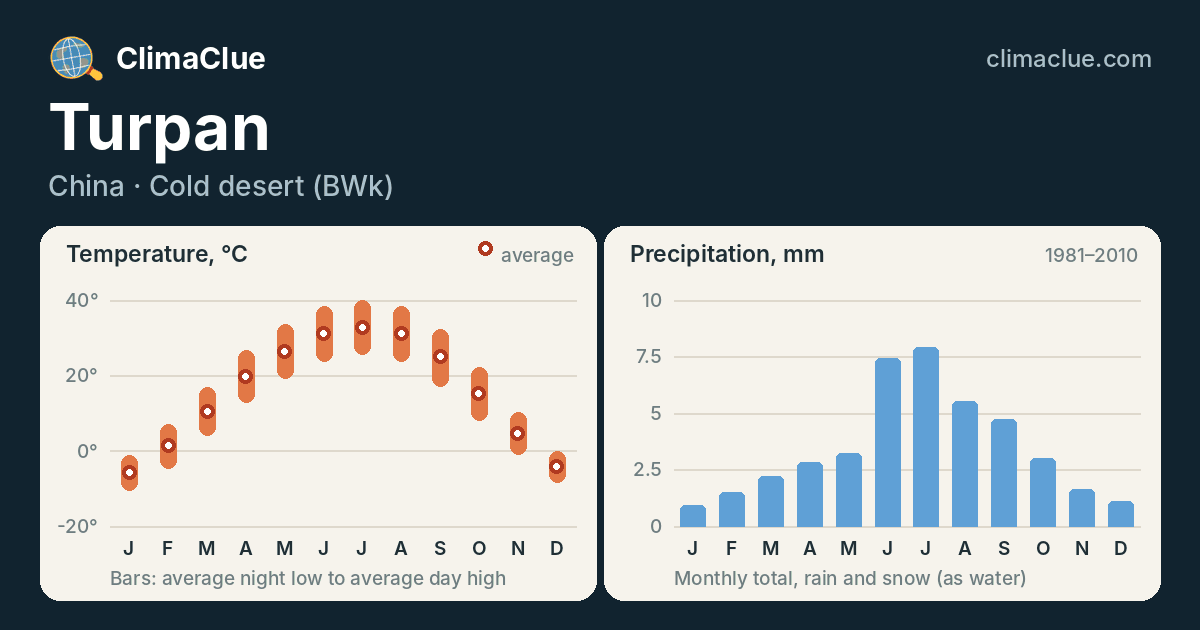 ClimaClue
climaclue.com
Turpan
China · Cold desert (BWk)
Temperature, °C
average
40°
20°
0°
-20°
J F M A M J J A S O N D
Bars: average night low to average day high
Precipitation, mm
1981–2010
10
7.5
5
2.5
0
J F M A M J J A S O N D
Monthly total, rain and snow (as water)